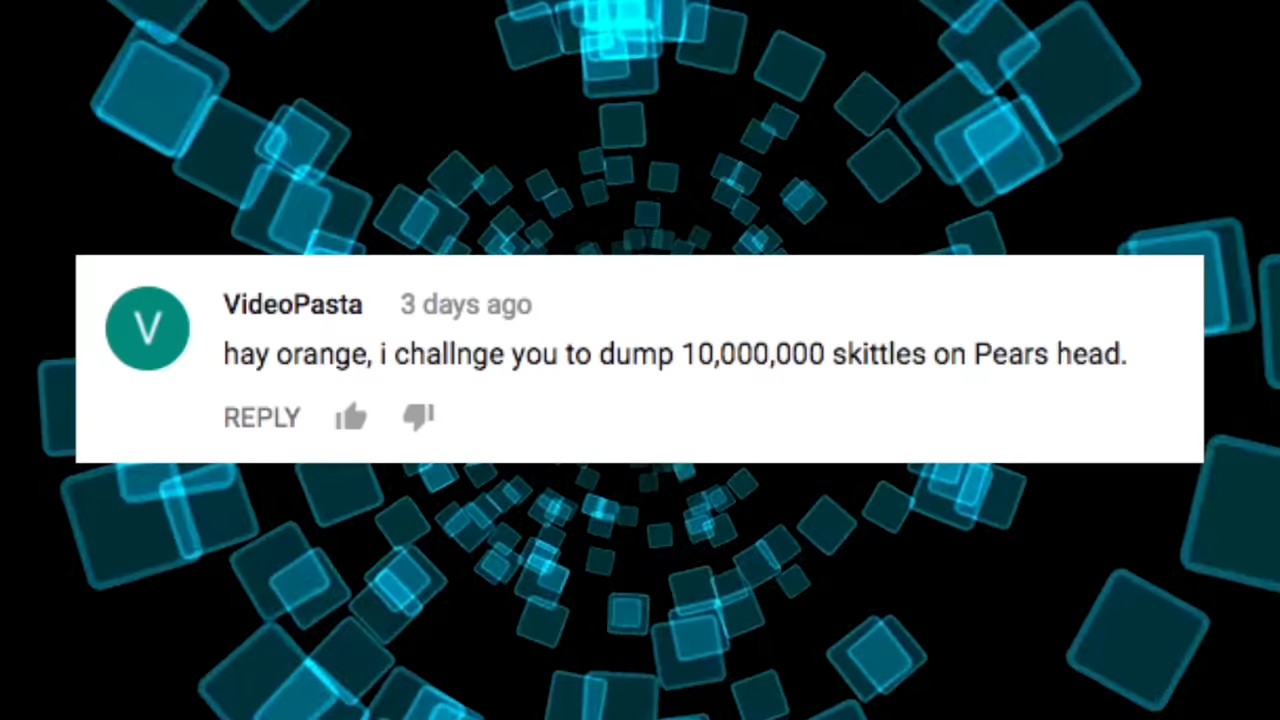 V
VideoPasta 3 days ago
hay orange, i challnge you to dump 10,000,000 skittles on Pears head.
REPLY